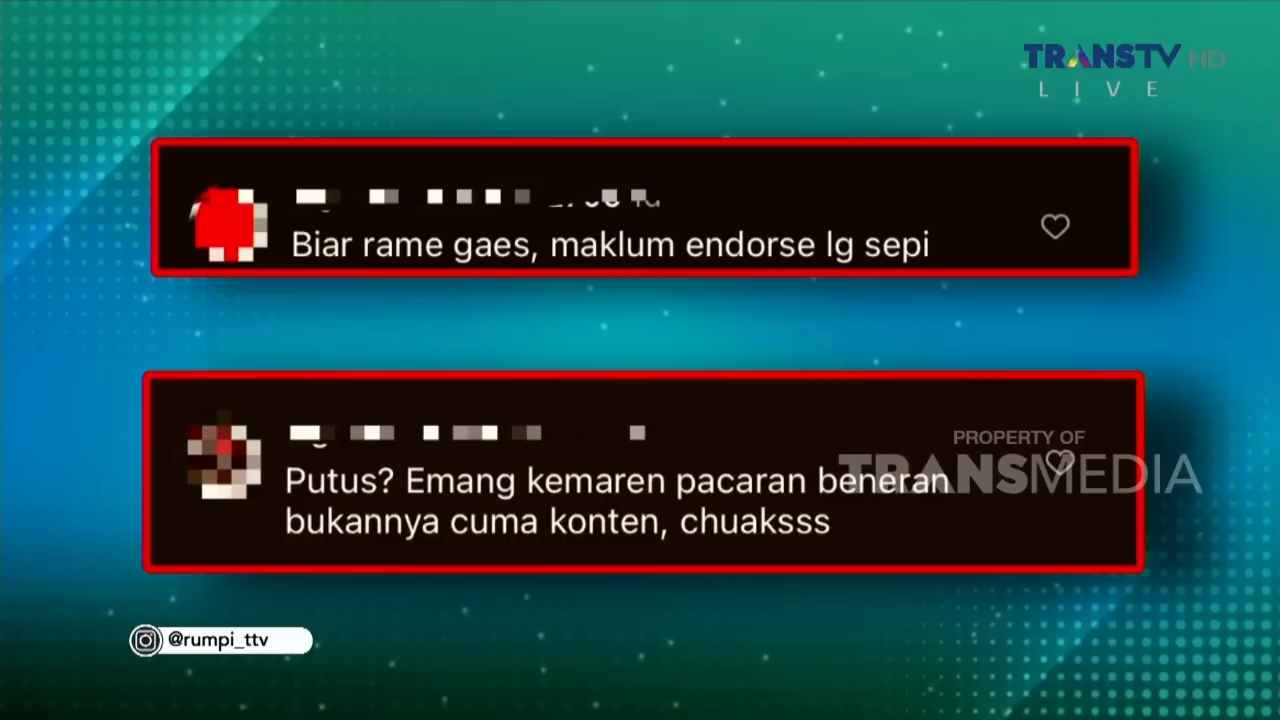 TRANSTV HD
LIVE
Biar rame gaes, maklum endorse lg sepi
PROPERTY OF
TRANSMEDIA
Putus? Emang kemaren pacaran beneran
bukannya cuma konten, chuaksss
@rumpi_ttv